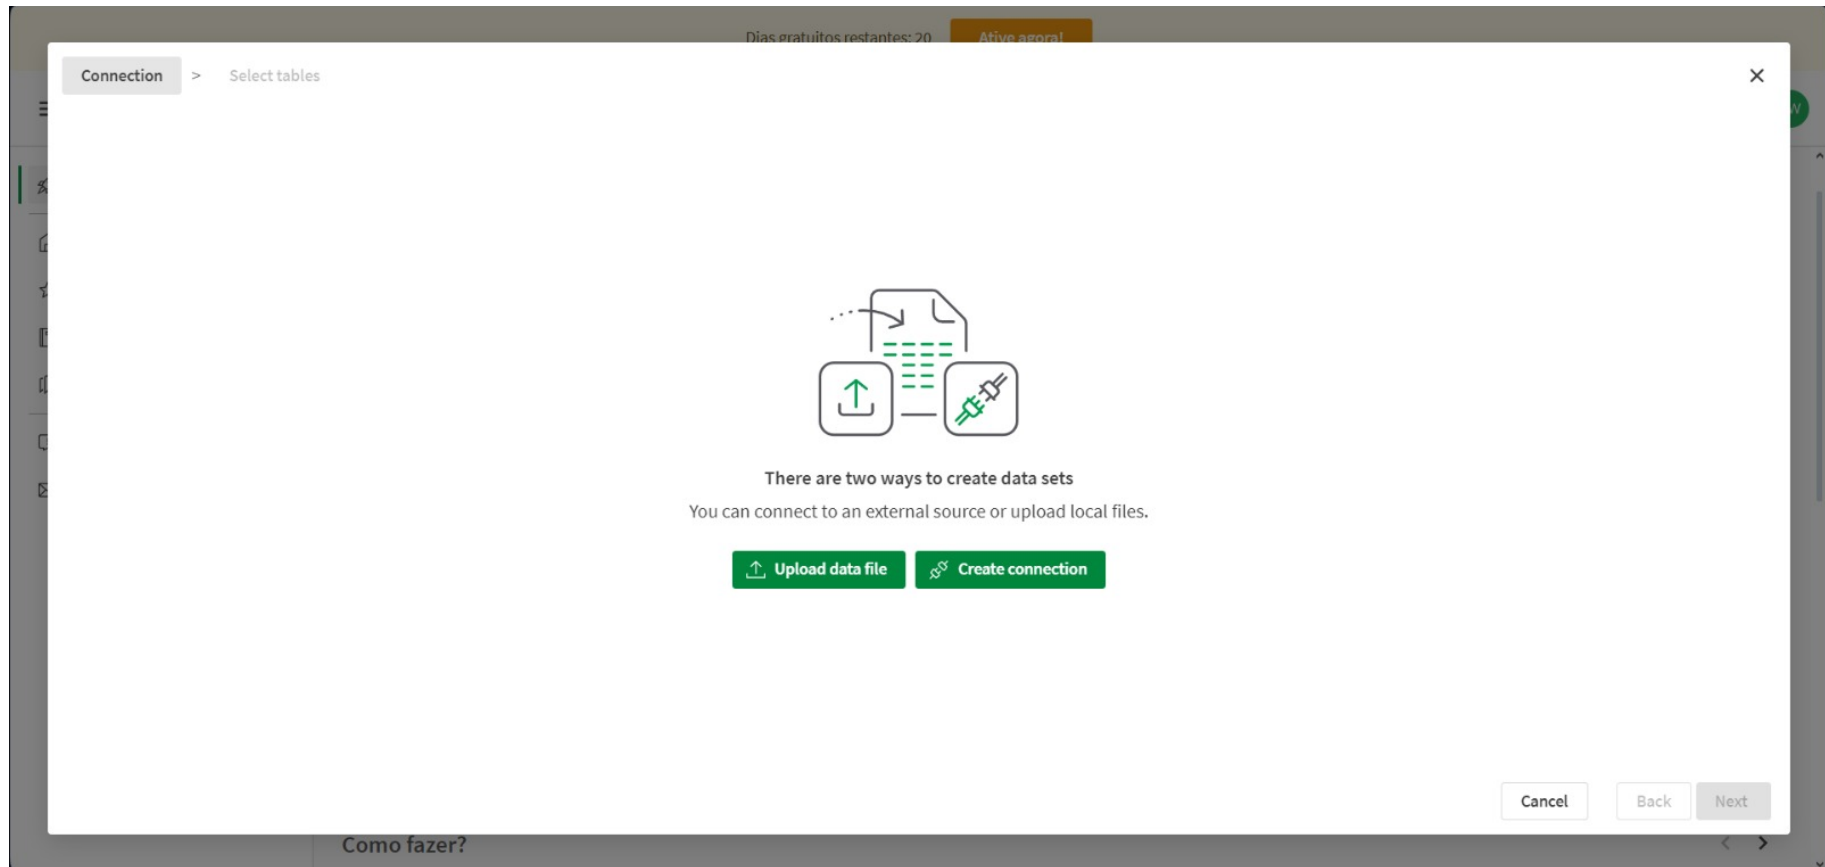 Dias gratuitos restantes: 20 Ative agora!
Connection > Select tables
W
There are two ways to create data sets
You can connect to an external source or upload local files.
Upload data file Create connection
Cancel Back Next
Como fazer?